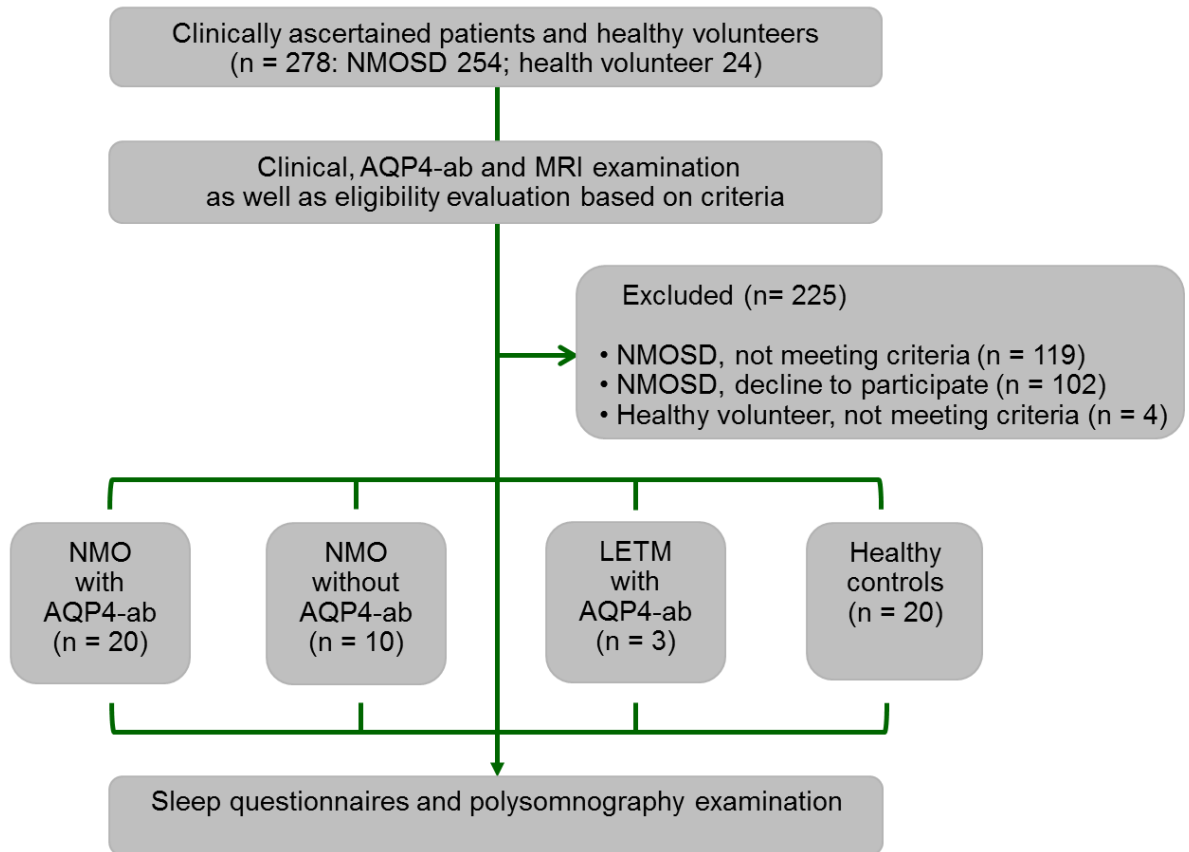 Clinically ascertained patients and healthy volunteers
(n = 278: NMOSD 254; health volunteer 24)
Clinical, AQP4-ab and MRI examination
as well as eligibility evaluation based on criteria
Excluded (n= 225)
• NMOSD, not meeting criteria (n = 119)
• NMOSD, decline to participate (n = 102)
• Healthy volunteer, not meeting criteria (n = 4)
NMO
with
AQP4-ab
(n = 20)
NMO
without
AQP4-ab
(n = 10)
LETM
with
AQP4-ab
(n = 3)
Healthy
controls
(n = 20)
Sleep questionnaires and polysomnography examination